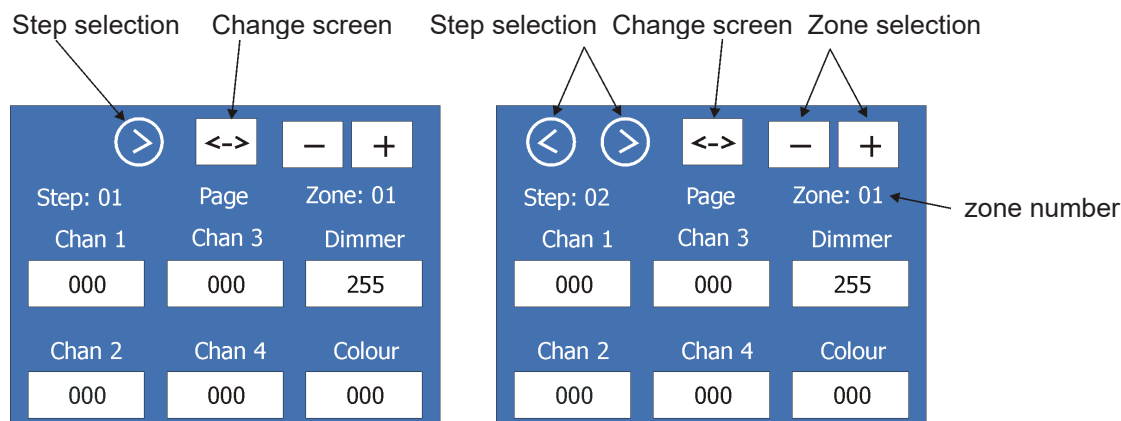 Step selection Change screen Step selection Change screen Zone selection
> <-> − +
Step: 01 Page Zone: 01
Chan 1 Chan 3 Dimmer
000 000 255
Chan 2 Chan 4 Colour
000 000 000
< > <-> − +
Step: 02 Page Zone: 01
zone number
Chan 1 Chan 3 Dimmer
000 000 255
Chan 2 Chan 4 Colour
000 000 000